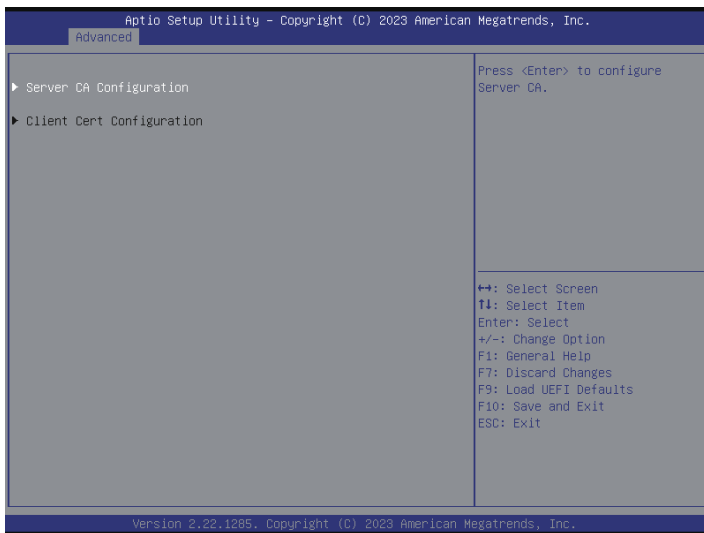 Aptio Setup Utility – Copyright (C) 2023 American Megatrends, Inc.
Advanced
▶ Server CA Configuration
▶ Client Cert Configuration
Press <Enter> to configure
Server CA.
↔: Select Screen
↑↓: Select Item
Enter: Select
+/-: Change Option
F1: General Help
F7: Discard Changes
F9: Load UEFI Defaults
F10: Save and Exit
ESC: Exit
Version 2.22.1285. Copyright (C) 2023 American Megatrends, Inc.